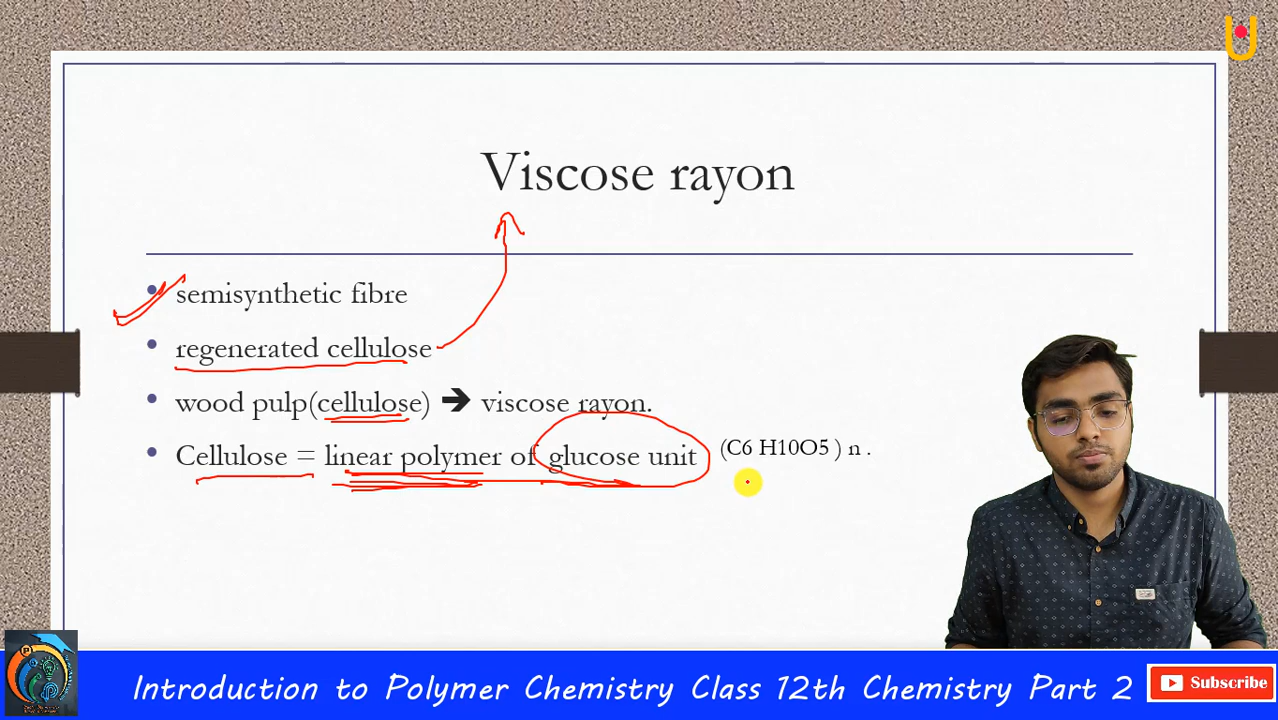 Viscose rayon
• semisynthetic fibre
• regenerated cellulose
• wood pulp(cellulose) ➔ viscose rayon.
• Cellulose = linear polymer of glucose unit (C6 H10O5 ) n .
Introduction to Polymer Chemistry Class 12th Chemistry Part 2
Subscribe